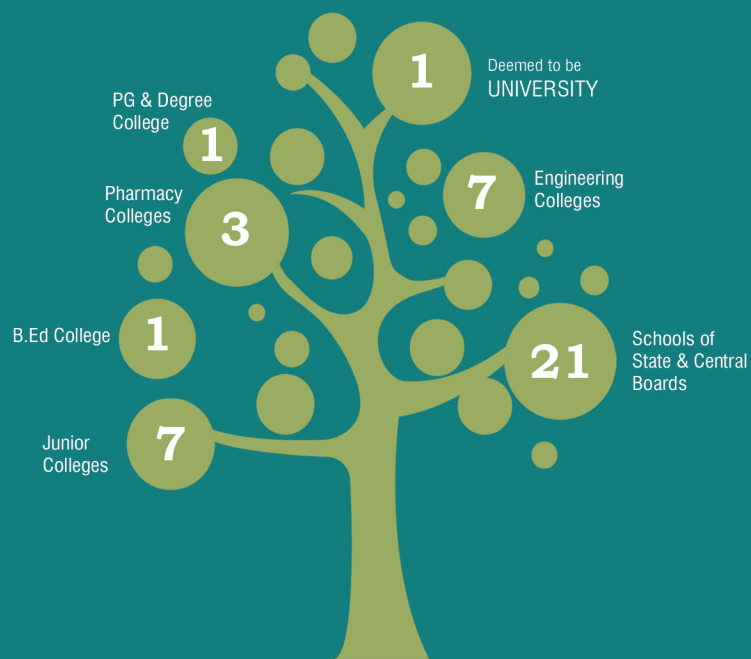 1
Deemed to be
UNIVERSITY
PG & Degree
College
1
7
Engineering
Colleges
Pharmacy
Colleges
3
B.Ed College
1
21
Schools of
State & Central
Boards
Junior
Colleges
7